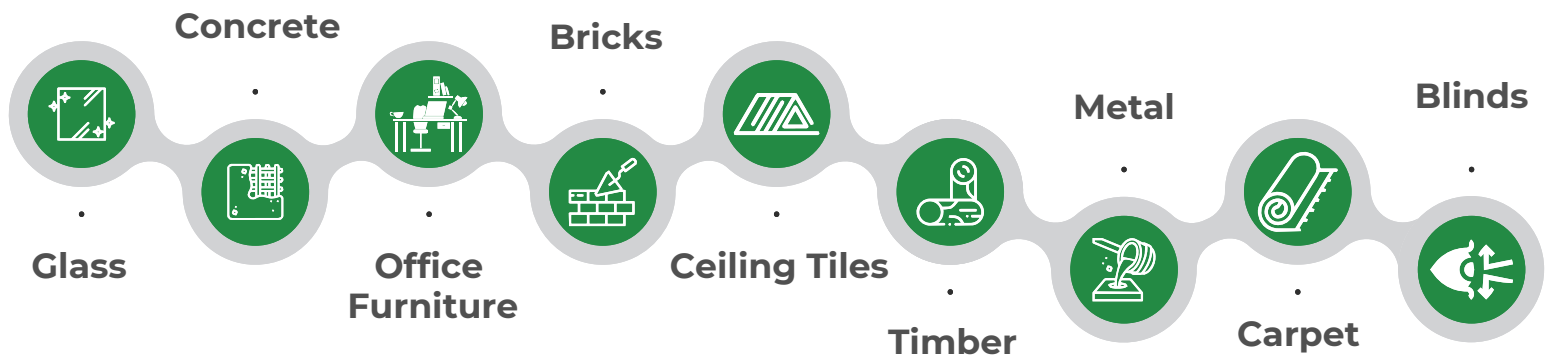 Glass
Concrete
Office
Furniture
Bricks
Ceiling Tiles
Timber
Metal
Carpet
Blinds